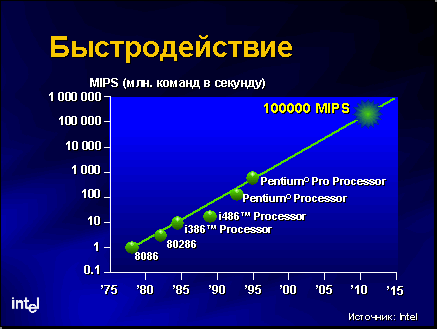 Быстродействие
MIPS (млн. команд в секунду)
1 000 000
100 000
10 000
1 000
100
10
1
0.1
100000 MIPS
Pentium® Pro Processor
Pentium® Processor
i486™ Processor
i386™ Processor
80286
8086
'75 '80 '85 '90 '95 '00 '05 '10 '15
intel
Источник: Intel